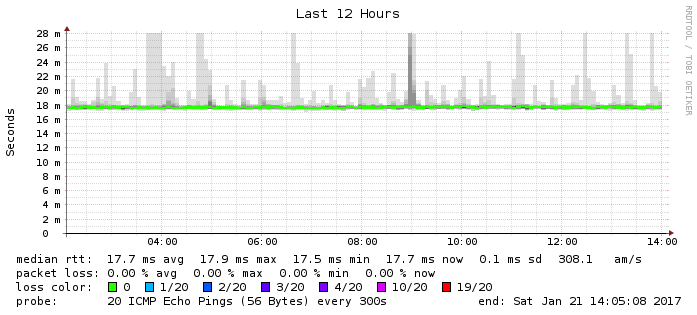 Last 12 Hours
RRDTOOL / TOBI OETIKER
Seconds
28 m
26 m
24 m
22 m
20 m
18 m
16 m
14 m
12 m
10 m
8 m
6 m
4 m
2 m
0
04:00 06:00 08:00 10:00 12:00 14:00
median rtt: 17.7 ms avg 17.9 ms max 17.5 ms min 17.7 ms now 0.1 ms sd 308.1 am/s
packet loss: 0.00 % avg 0.00 % max 0.00 % min 0.00 % now
loss color: 0 1/20 2/20 3/20 4/20 10/20 19/20
probe: 20 ICMP Echo Pings (56 Bytes) every 300s end: Sat Jan 21 14:05:08 2017